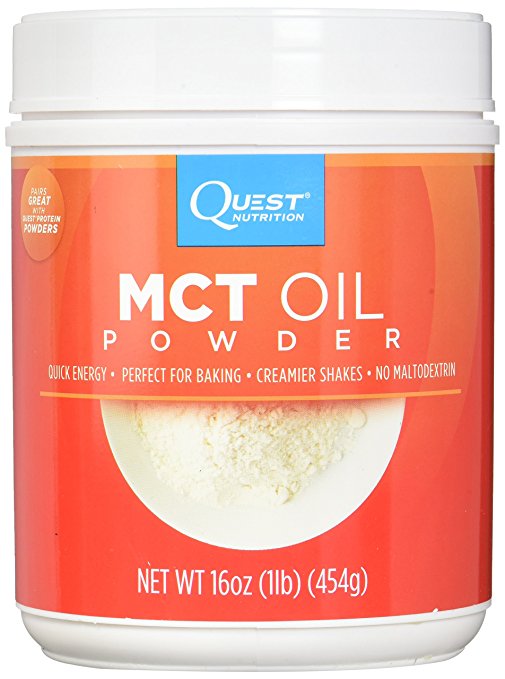 PAIRS
GREAT
WITH
QUEST PROTEIN
POWDERS
QUEST®
NUTRITION
MCT OIL
POWDER
QUICK ENERGY • PERFECT FOR BAKING • CREAMIER SHAKES • NO MALTODEXTRIN
NET WT 16oz (1lb) (454g)